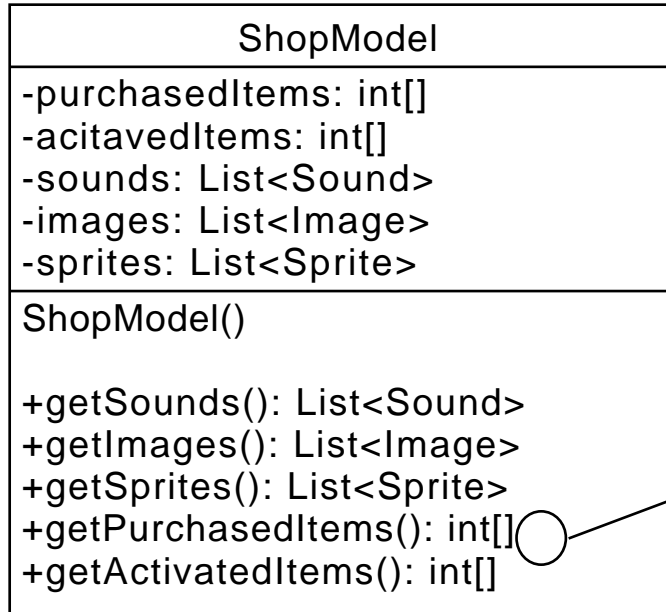 ShopModel
-purchasedItems: int[]
-acitavedItems: int[]
-sounds: List<Sound>
-images: List<Image>
-sprites: List<Sprite>
ShopModel()
+getSounds(): List<Sound>
+getImages(): List<Image>
+getSprites(): List<Sprite>
+getPurchasedItems(): int[]
+getActivatedItems(): int[]